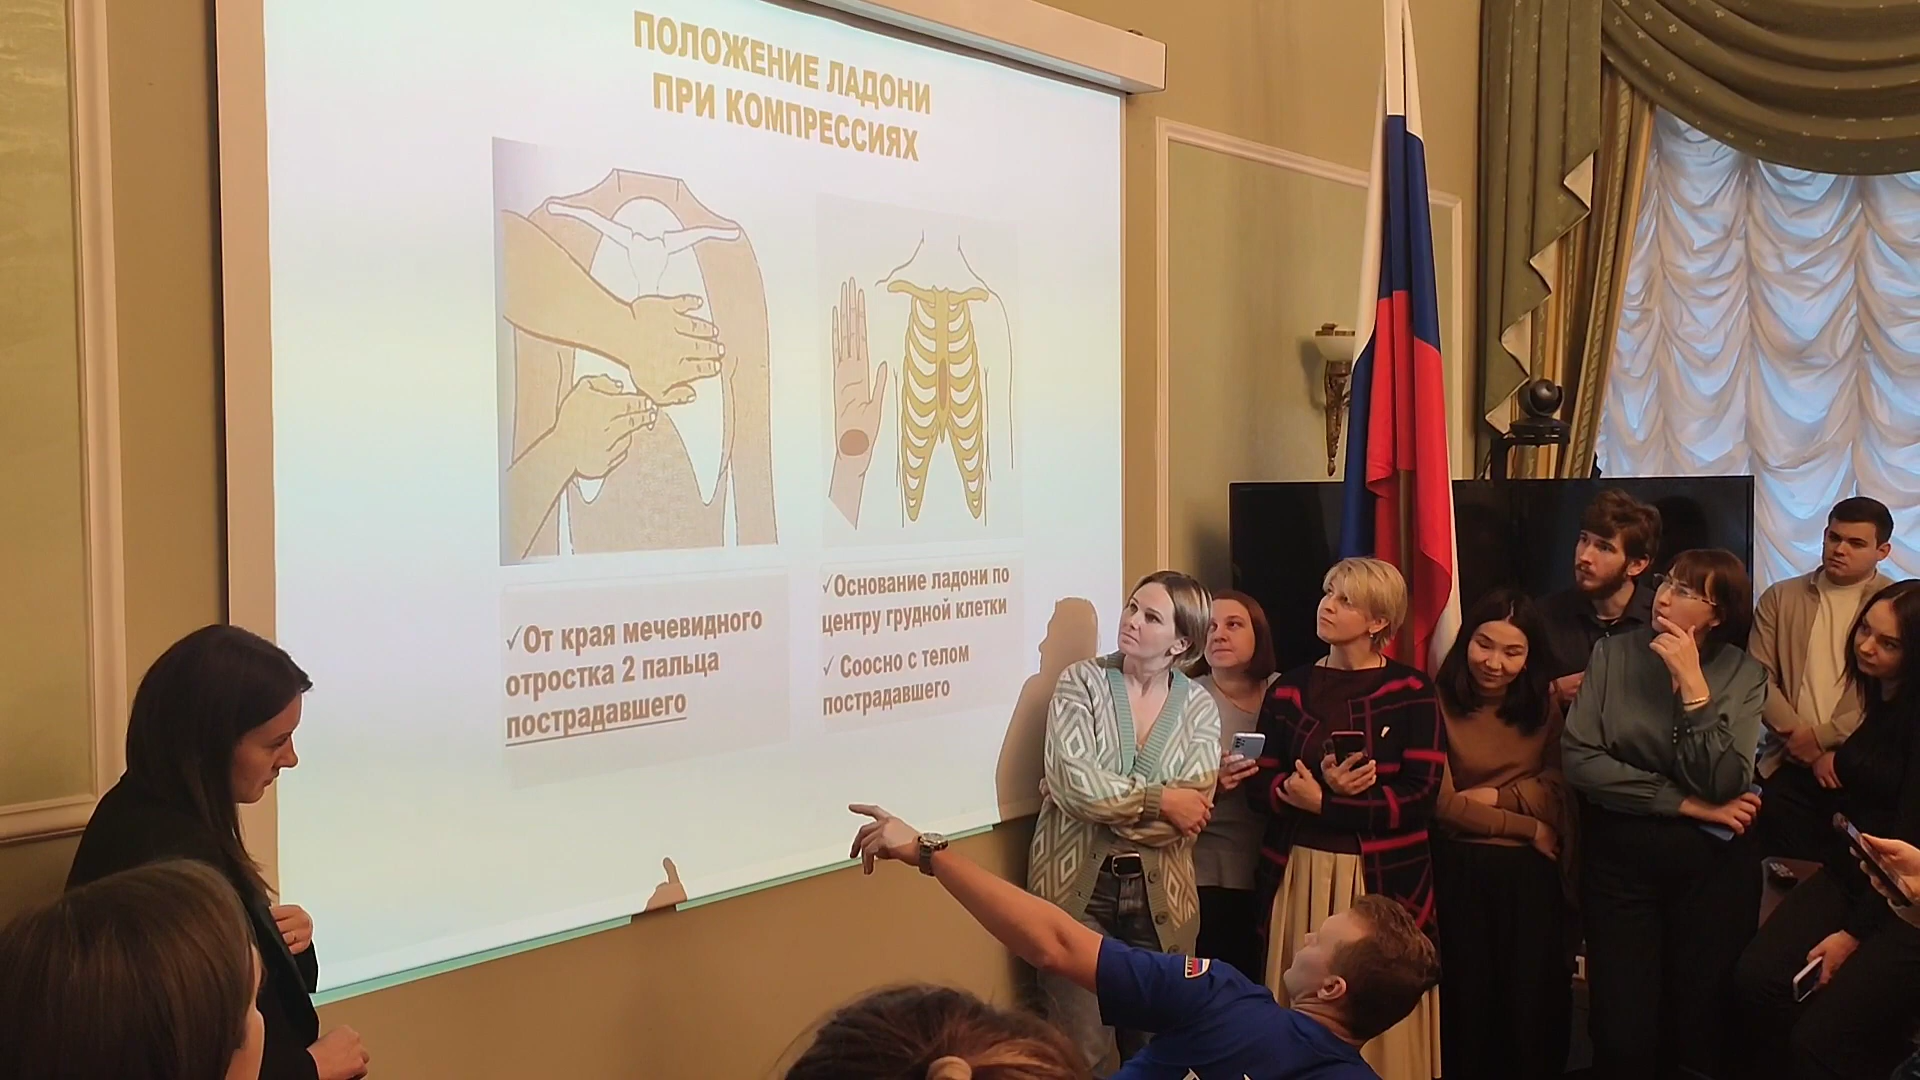 ПОЛОЖЕНИЕ ЛАДОНИ
ПРИ КОМПРЕССИЯХ
✓От края мечевидного
отростка 2 пальца
пострадавшего
✓Основание ладони по
центру грудной клетки
✓ Соосно с телом
пострадавшего